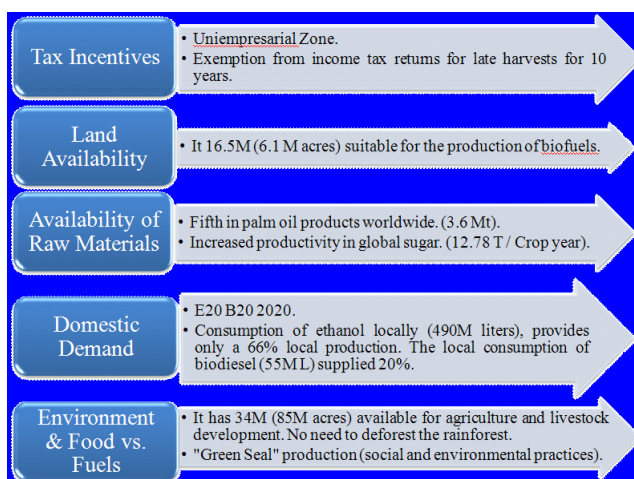 Tax Incentives
• Uniempresarial Zone.
• Exemption from income tax returns for late harvests for 10
years.
Land
Availability
• It 16.5M (6.1 M acres) suitable for the production of biofuels.
Availability of
Raw Materials
• Fifth in palm oil products worldwide. (3.6 Mt).
• Increased productivity in global sugar. (12.78 T / Crop year).
Domestic
Demand
• E20 B20 2020.
• Consumption of ethanol locally (490M liters), provides
only a 66% local production. The local consumption of
biodiesel (55M L) supplied 20%.
Environment
& Food vs.
Fuels
• It has 34M (85M acres) available for agriculture and livestock
development. No need to deforest the rainforest.
• "Green Seal" production (social and environmental practices).